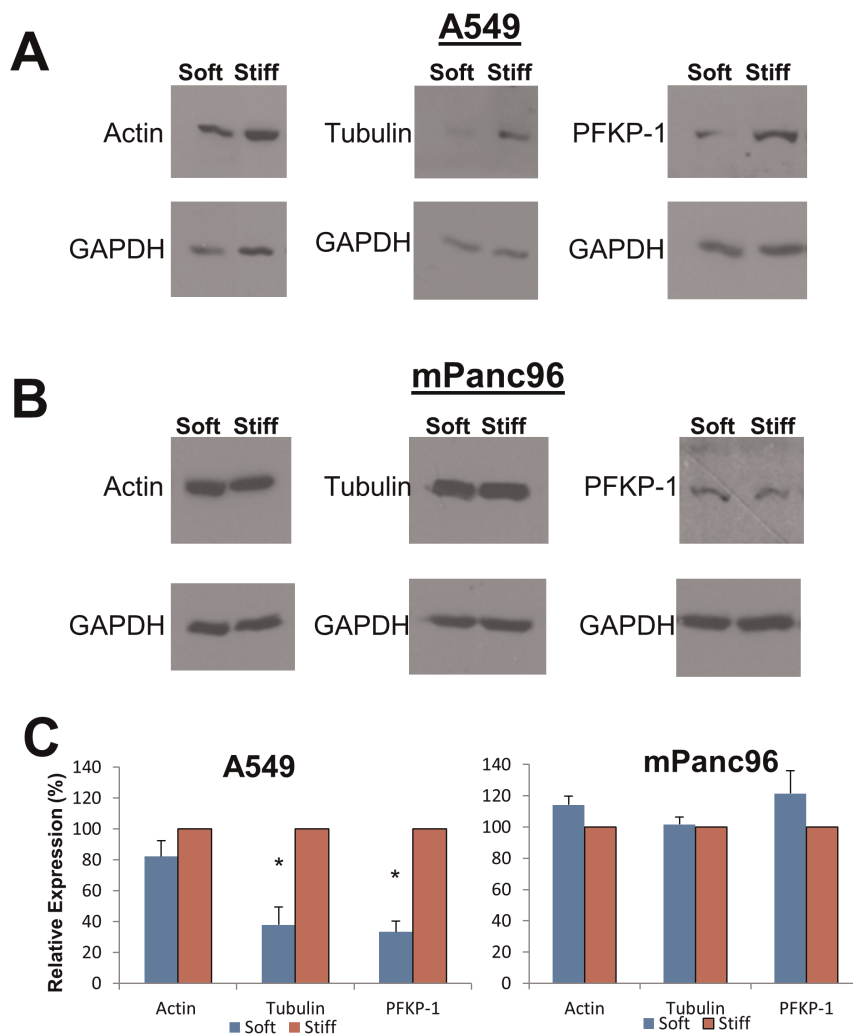 A
A549
Soft Stiff Soft Stiff Soft Stiff
Actin Tubulin PFKP-1
GAPDH GAPDH GAPDH
B
mPanc96
Soft Stiff Soft Stiff Soft Stiff
Actin Tubulin PFKP-1
GAPDH GAPDH GAPDH
C
A549
Relative Expression (%)
140
120
100
80
60
40
20
0
* *
Actin Tubulin PFKP-1
Soft Stiff
mPanc96
140
120
100
80
60
40
20
0
Actin Tubulin PFKP-1
Soft Stiff